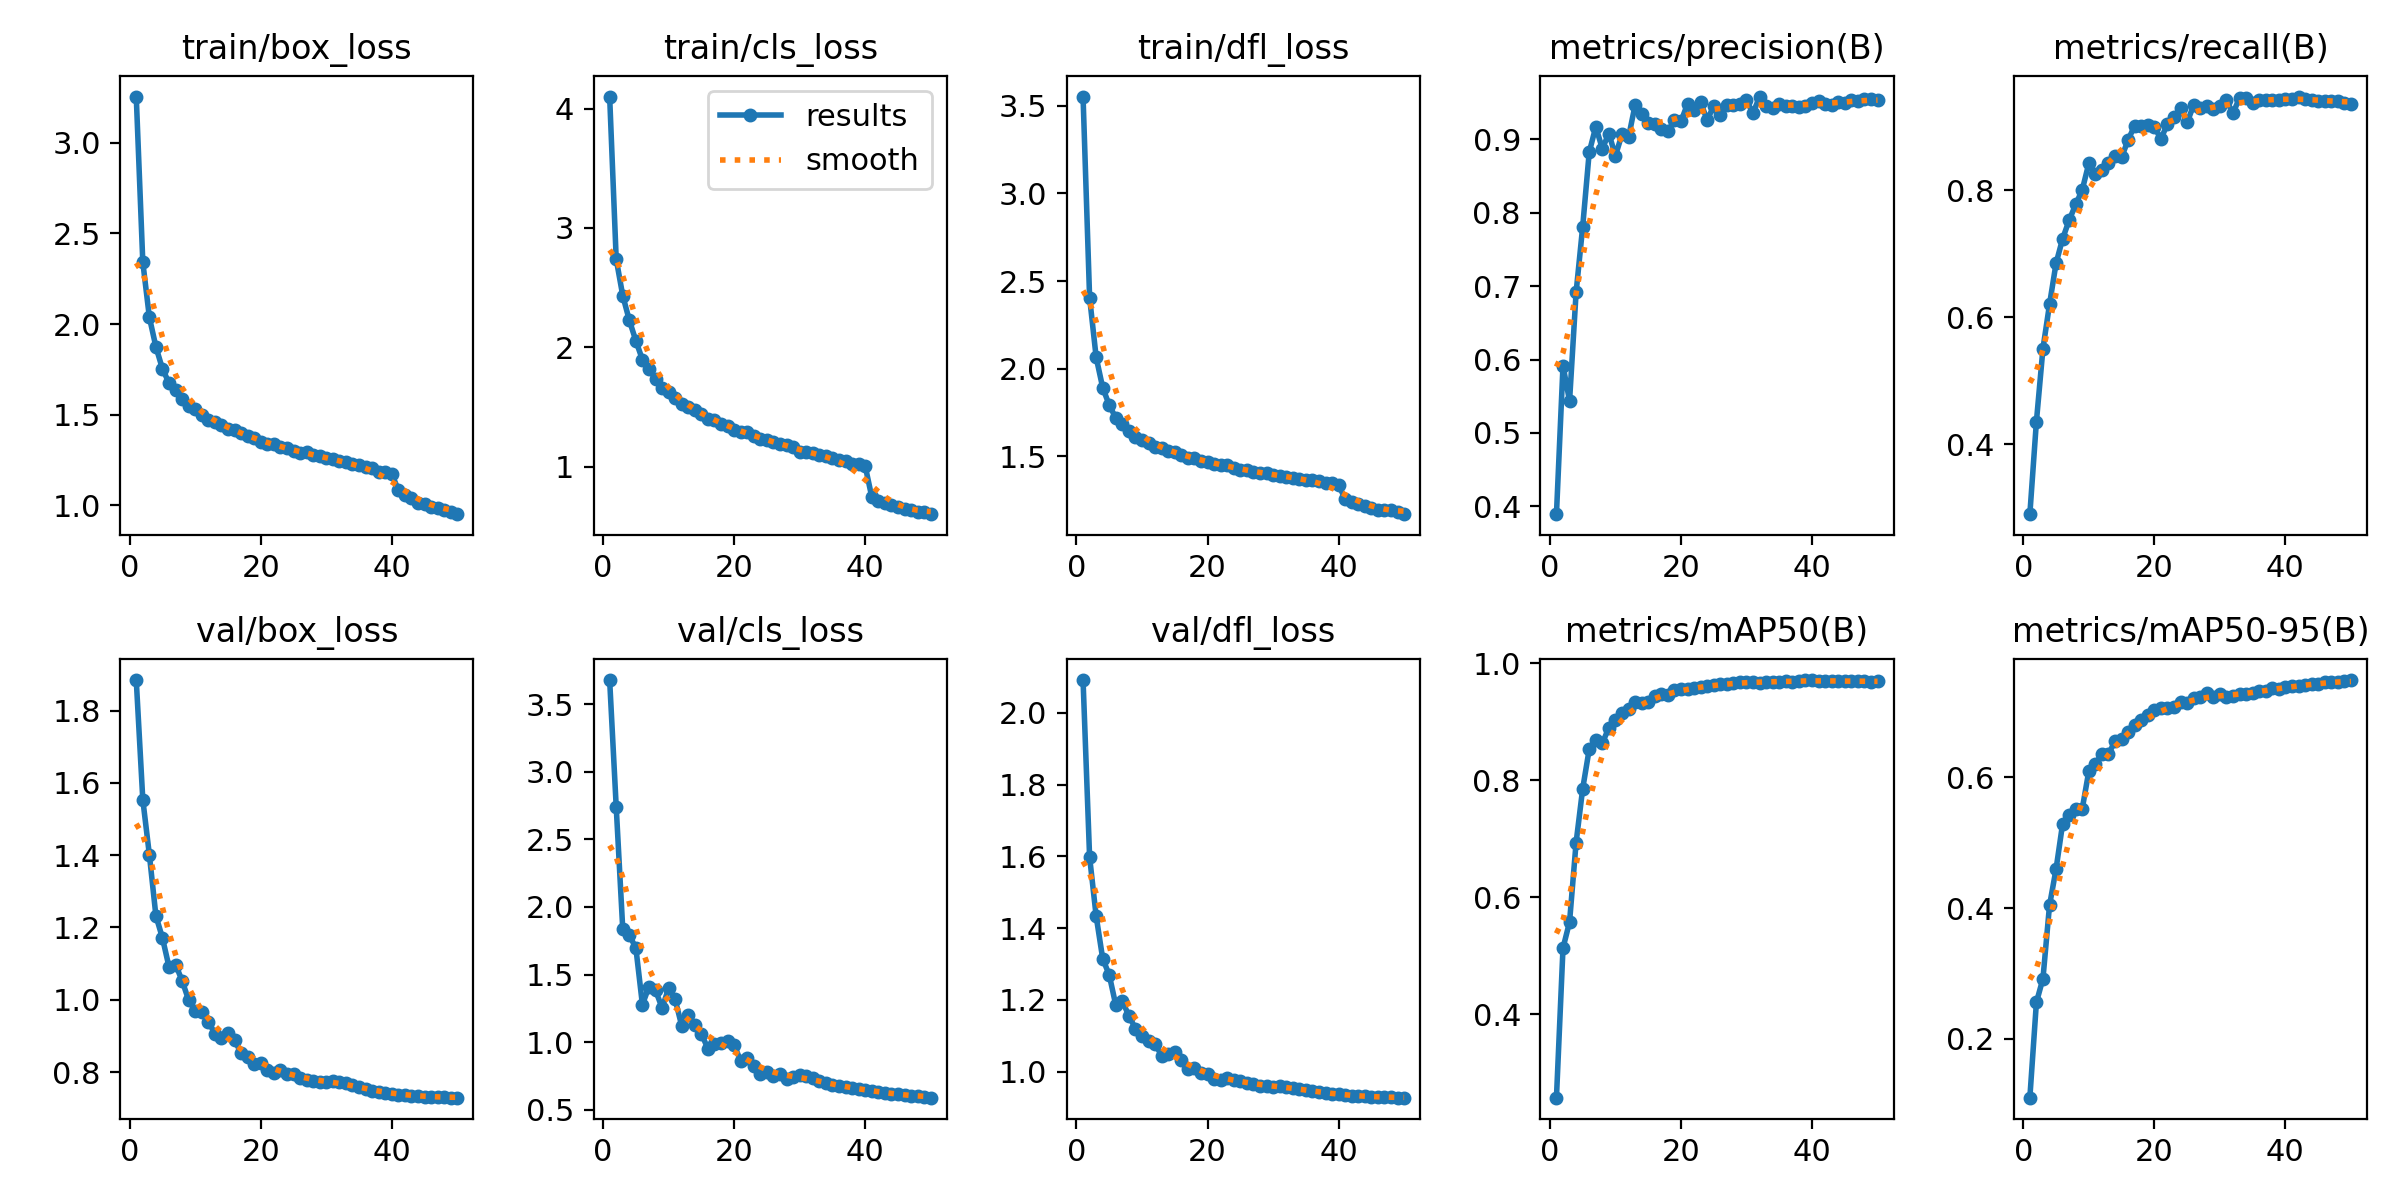 train/box_loss
3.0
2.5
2.0
1.5
1.0
0 20 40
train/cls_loss
results
smooth
4
3
2
1
0 20 40
train/dfl_loss
3.5
3.0
2.5
2.0
1.5
0 20 40
metrics/precision(B)
0.9
0.8
0.7
0.6
0.5
0.4
0 20 40
metrics/recall(B)
0.8
0.6
0.4
0 20 40
val/box_loss
1.8
1.6
1.4
1.2
1.0
0.8
0 20 40
val/cls_loss
3.5
3.0
2.5
2.0
1.5
1.0
0.5
0 20 40
val/dfl_loss
2.0
1.8
1.6
1.4
1.2
1.0
0 20 40
metrics/mAP50(B)
1.0
0.8
0.6
0.4
0 20 40
metrics/mAP50-95(B)
0.6
0.4
0.2
0 20 40